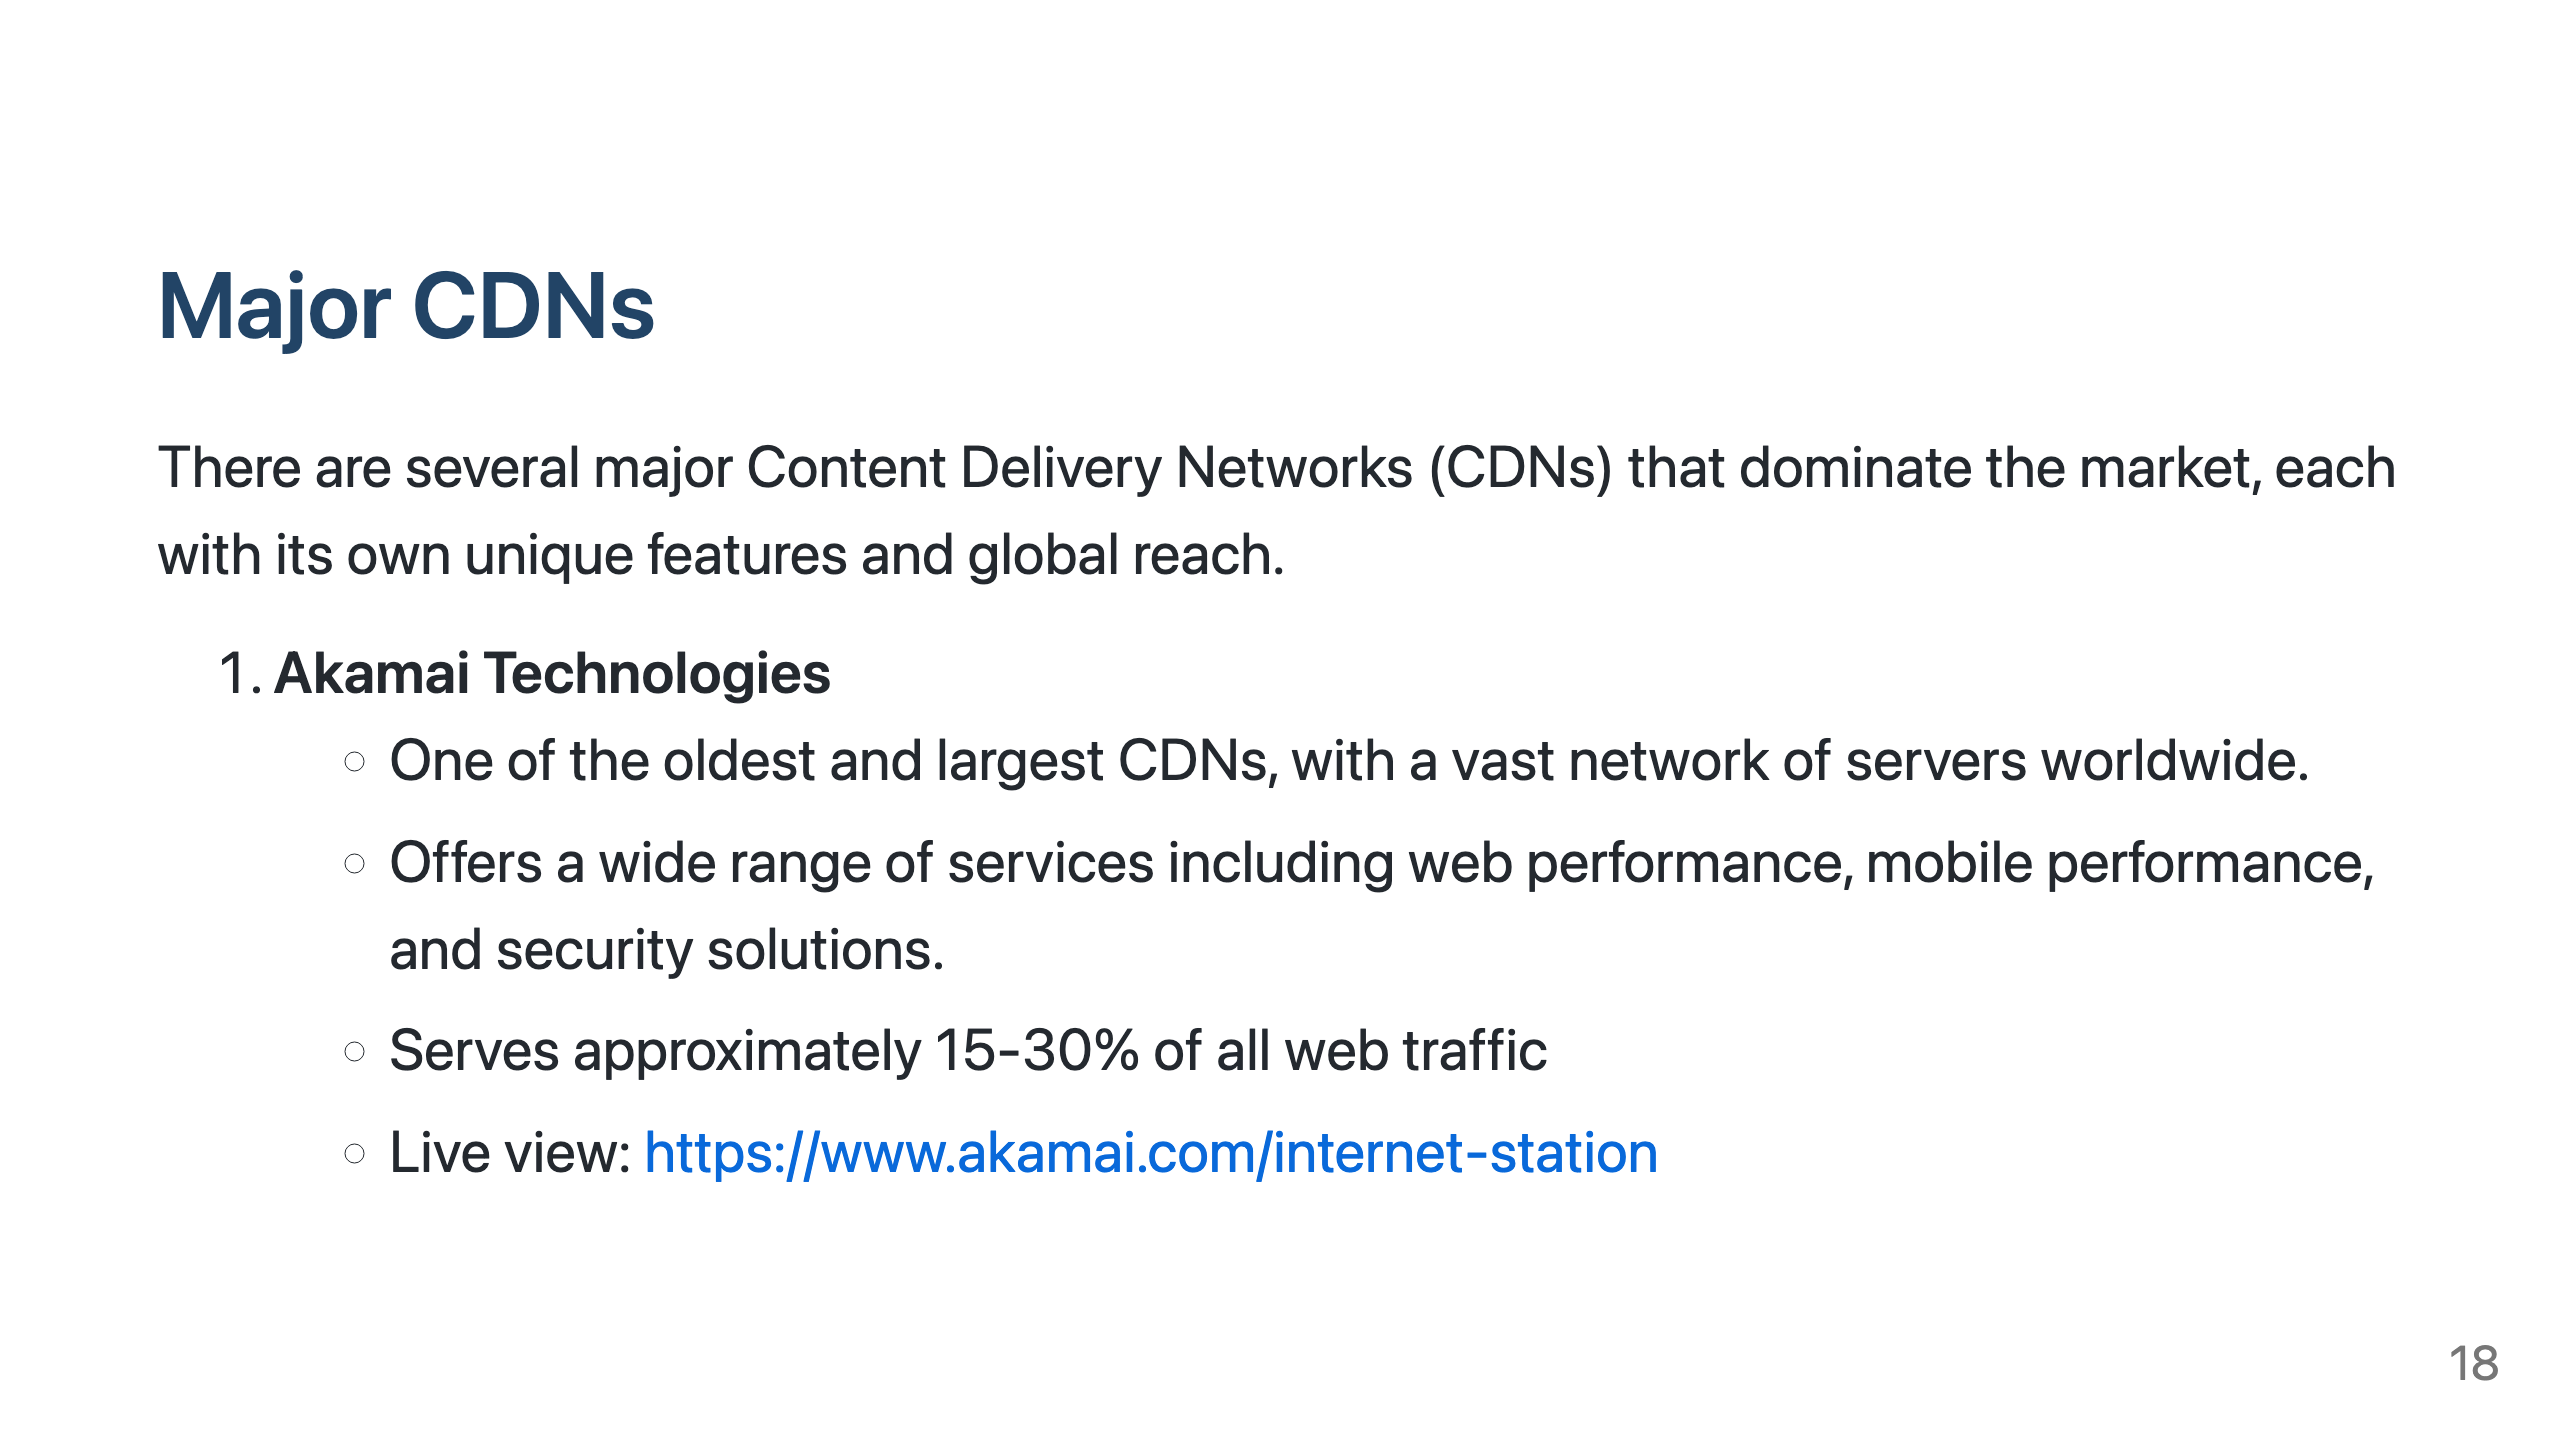 Major CDNs
There are several major Content Delivery Networks (CDNs) that dominate the market, each
with its own unique features and global reach.
1. Akamai Technologies
○ One of the oldest and largest CDNs, with a vast network of servers worldwide.
○ Offers a wide range of services including web performance, mobile performance,
and security solutions.
○ Serves approximately 15-30% of all web traffic
○ Live view: https://www.akamai.com/internet-station
18